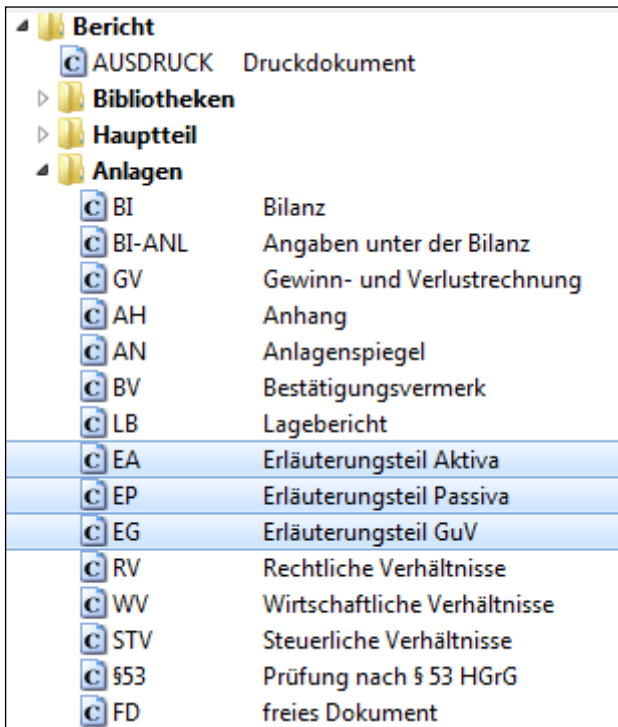 Bericht
AUSDRUCK Druckdokument
Bibliotheken
Hauptteil
Anlagen
BI Bilanz
BI-ANL Angaben unter der Bilanz
GV Gewinn- und Verlustrechnung
AH Anhang
AN Anlagenspiegel
BV Bestätigungsvermerk
LB Lagebericht
EA Erläuterungsteil Aktiva
EP Erläuterungsteil Passiva
EG Erläuterungsteil GuV
RV Rechtliche Verhältnisse
WV Wirtschaftliche Verhältnisse
STV Steuerliche Verhältnisse
§53 Prüfung nach § 53 HGrG
FD freies Dokument